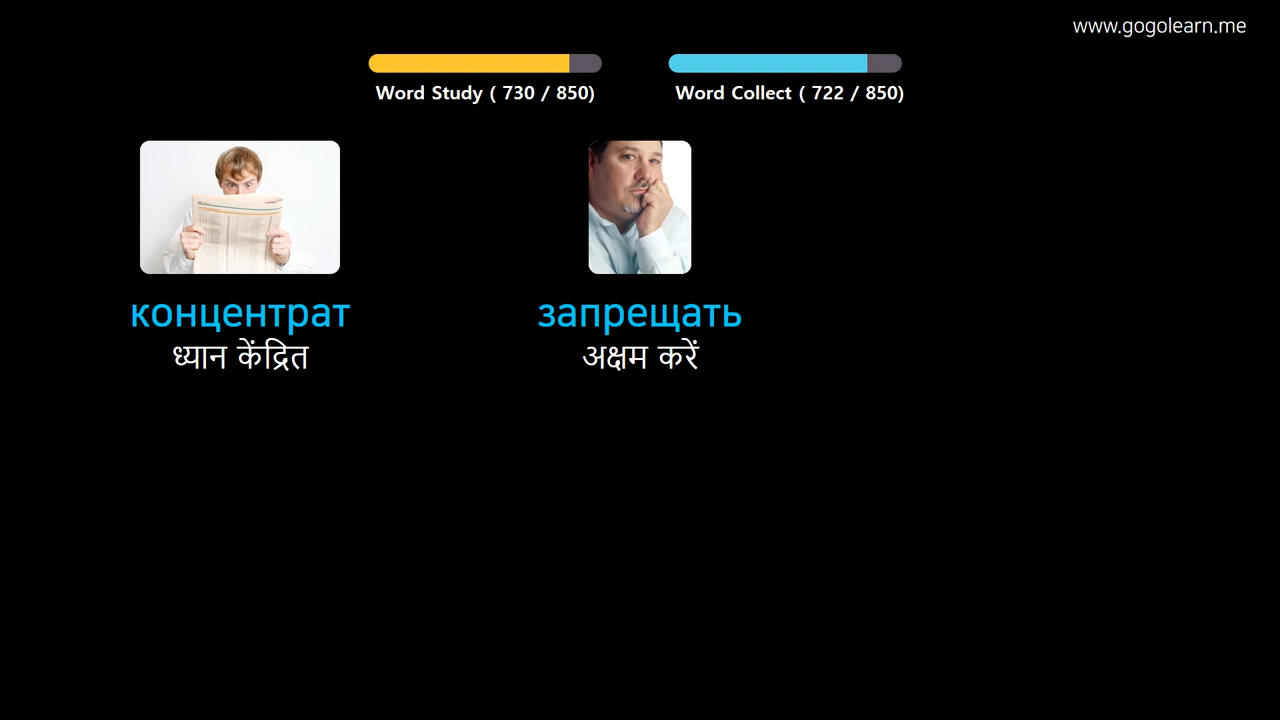 www.gogolearn.me
Word Study ( 730 / 850)
Word Collect ( 722 / 850)
концентрат
запрещать
ध्यान केंद्रित
अक्षम करें